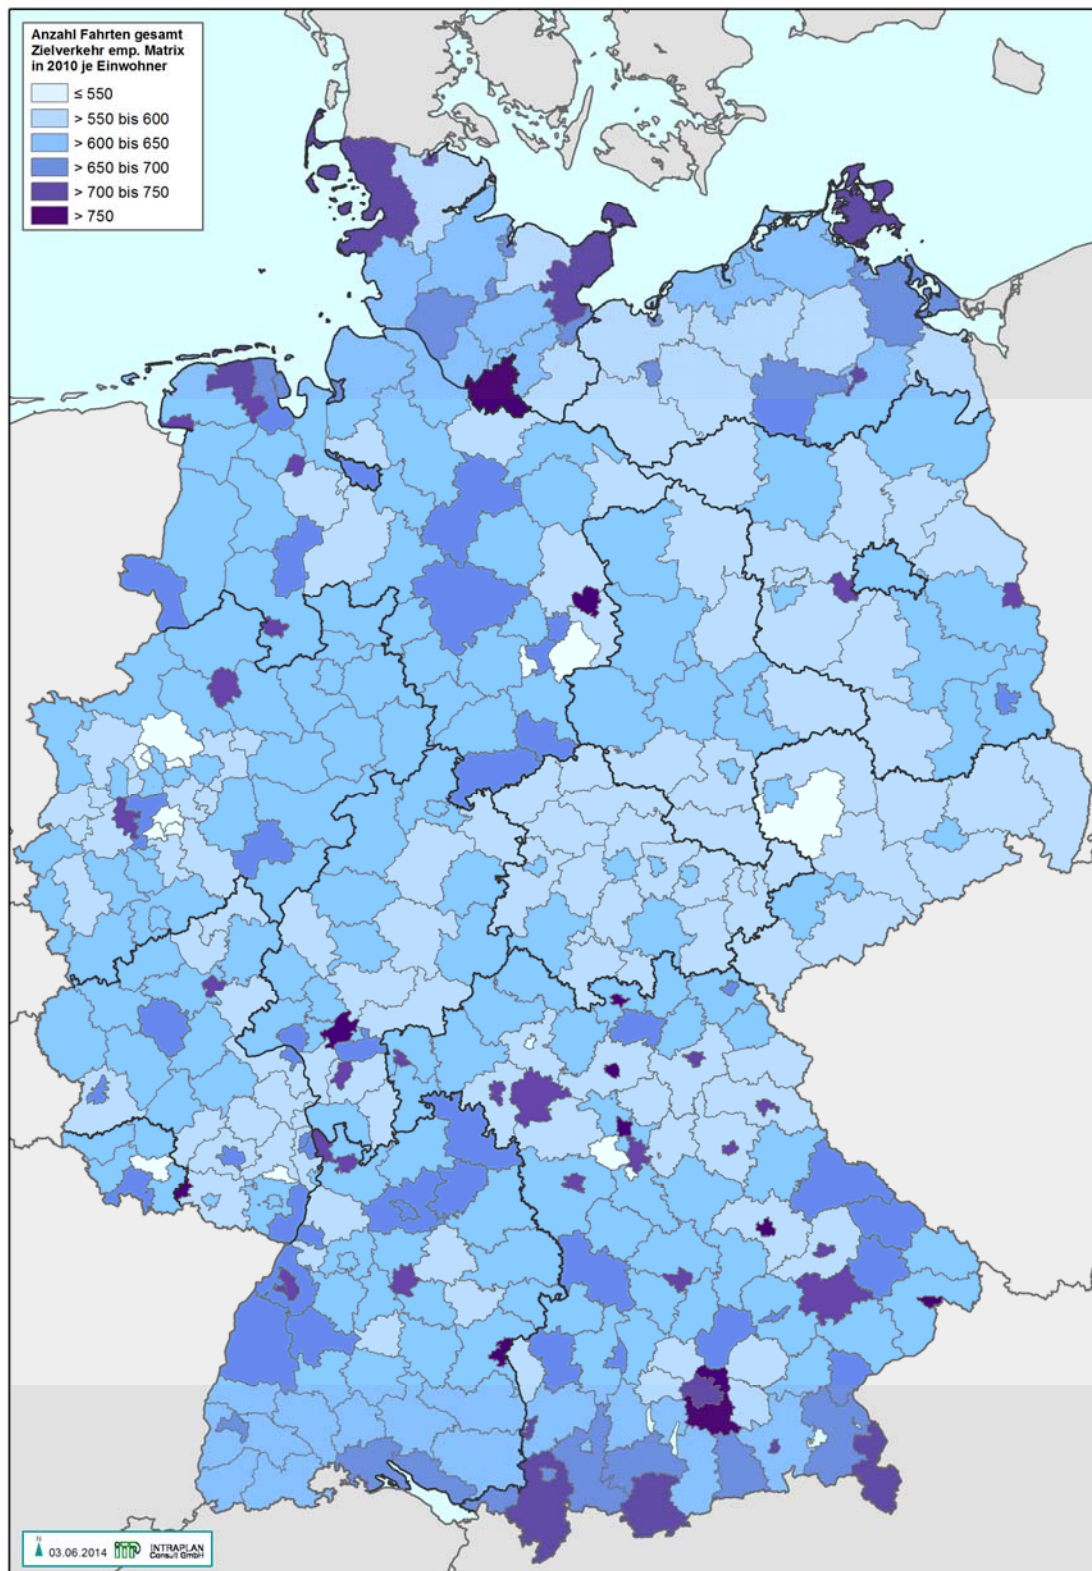 Anzahl Fahrten gesamt
Zielverkehr emp. Matrix
in 2010 je Einwohner
≤ 550
> 550 bis 600
> 600 bis 650
> 650 bis 700
> 700 bis 750
> 750
N
03.06.2014
ITP
INTRAPLAN
Consult GmbH